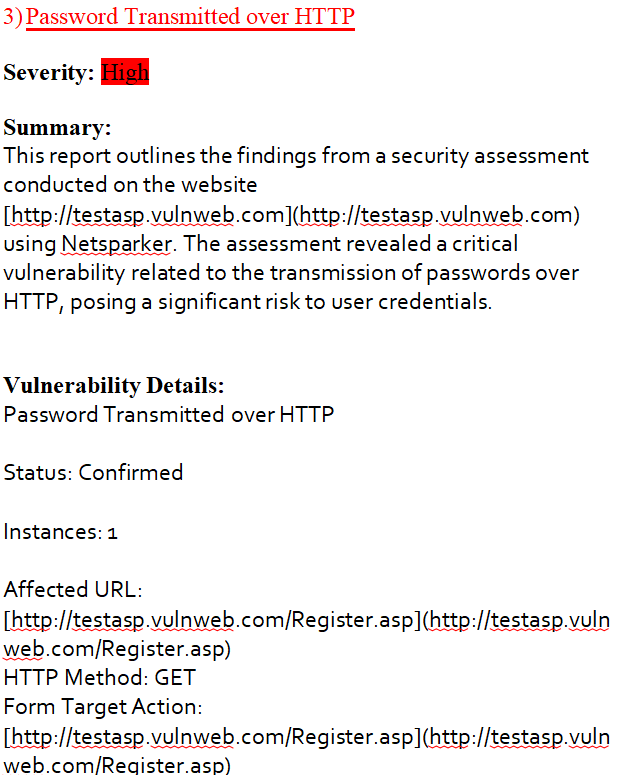 3) Password Transmitted over HTTP
Severity: High
Summary:
This report outlines the findings from a security assessment
conducted on the website
[http://testasp.vulnweb.com](http://testasp.vulnweb.com)
using Netsparker. The assessment revealed a critical
vulnerability related to the transmission of passwords over
HTTP, posing a significant risk to user credentials.
Vulnerability Details:
Password Transmitted over HTTP
Status: Confirmed
Instances: 1
Affected URL:
[http://testasp.vulnweb.com/Register.asp](http://testasp.vuln
web.com/Register.asp)
HTTP Method: GET
Form Target Action:
[http://testasp.vulnweb.com/Register.asp](http://testasp.vuln
web.com/Register.asp)